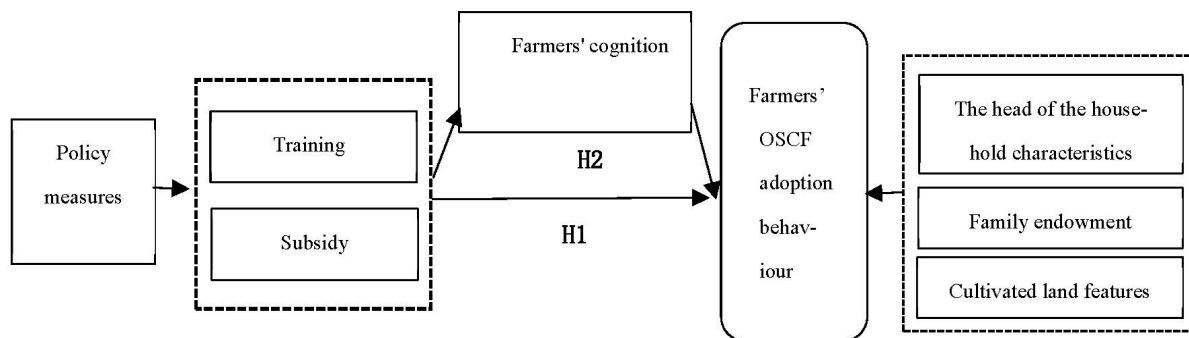 Policy
measures
Training
Subsidy
Farmers' cognition
H2
H1
Farmers’
OSCF
adoption
behav-
iour
The head of the house-
hold characteristics
Family endowment
Cultivated land features